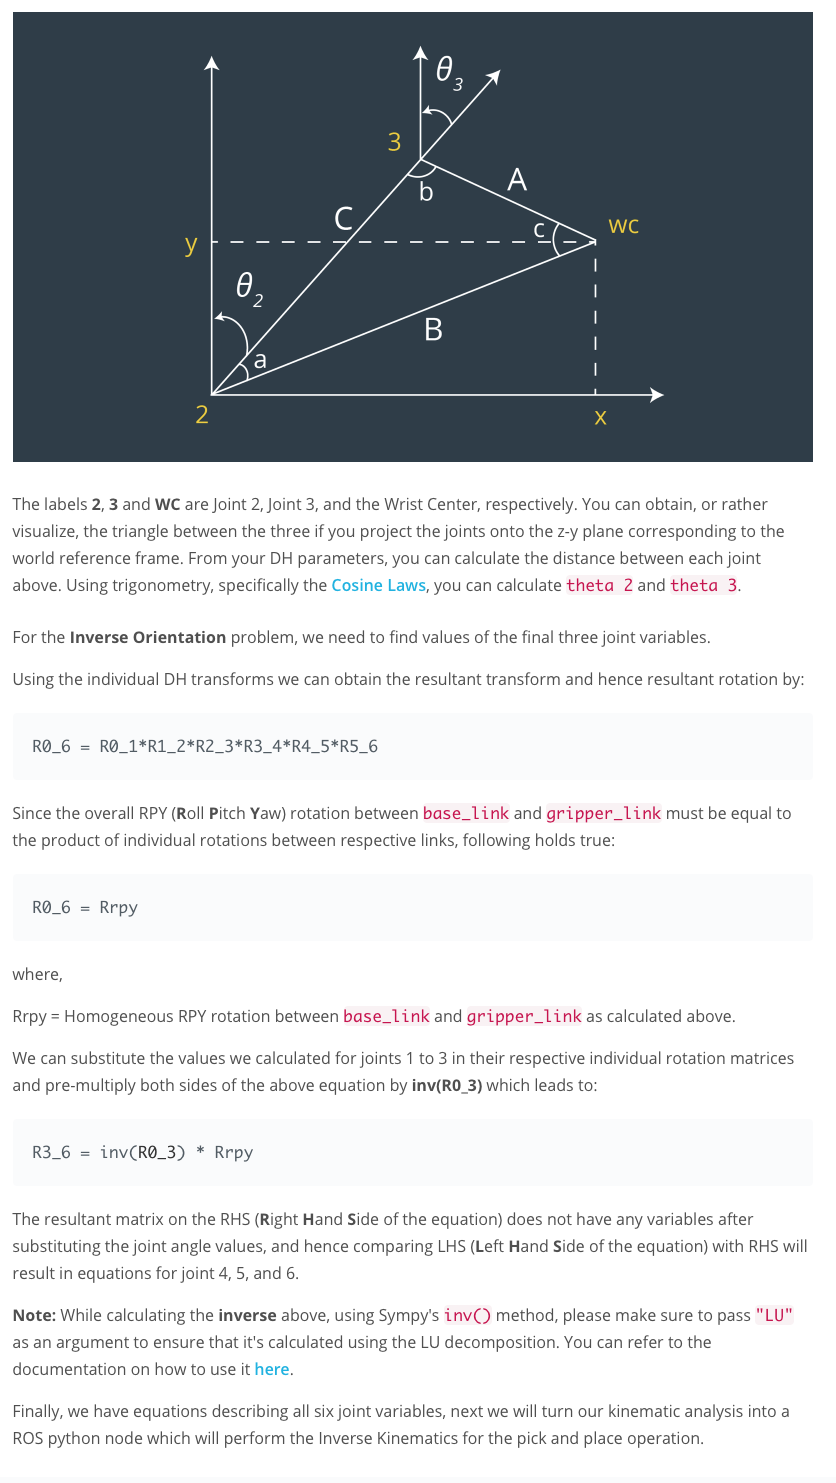 θ3
3
b
A
C
c
wc
y
θ2
B
a
2
x
The labels 2, 3 and WC are Joint 2, Joint 3, and the Wrist Center, respectively. You can obtain, or rather
visualize, the triangle between the three if you project the joints onto the z-y plane corresponding to the
world reference frame. From your DH parameters, you can calculate the distance between each joint
above. Using trigonometry, specifically the Cosine Laws, you can calculate theta 2 and theta 3.
For the Inverse Orientation problem, we need to find values of the final three joint variables.
Using the individual DH transforms we can obtain the resultant transform and hence resultant rotation by:
R0_6 = R0_1*R1_2*R2_3*R3_4*R4_5*R5_6
Since the overall RPY (Roll Pitch Yaw) rotation between base_link and gripper_link must be equal to
the product of individual rotations between respective links, following holds true:
R0_6 = Rrpy
where,
Rrpy = Homogeneous RPY rotation between base_link and gripper_link as calculated above.
We can substitute the values we calculated for joints 1 to 3 in their respective individual rotation matrices
and pre-multiply both sides of the above equation by inv(R0_3) which leads to:
R3_6 = inv(R0_3) * Rrpy
The resultant matrix on the RHS (Right Hand Side of the equation) does not have any variables after
substituting the joint angle values, and hence comparing LHS (Left Hand Side of the equation) with RHS will
result in equations for joint 4, 5, and 6.
Note: While calculating the inverse above, using Sympy's inv() method, please make sure to pass "LU"
as an argument to ensure that it's calculated using the LU decomposition. You can refer to the
documentation on how to use it here.
Finally, we have equations describing all six joint variables, next we will turn our kinematic analysis into a
ROS python node which will perform the Inverse Kinematics for the pick and place operation.